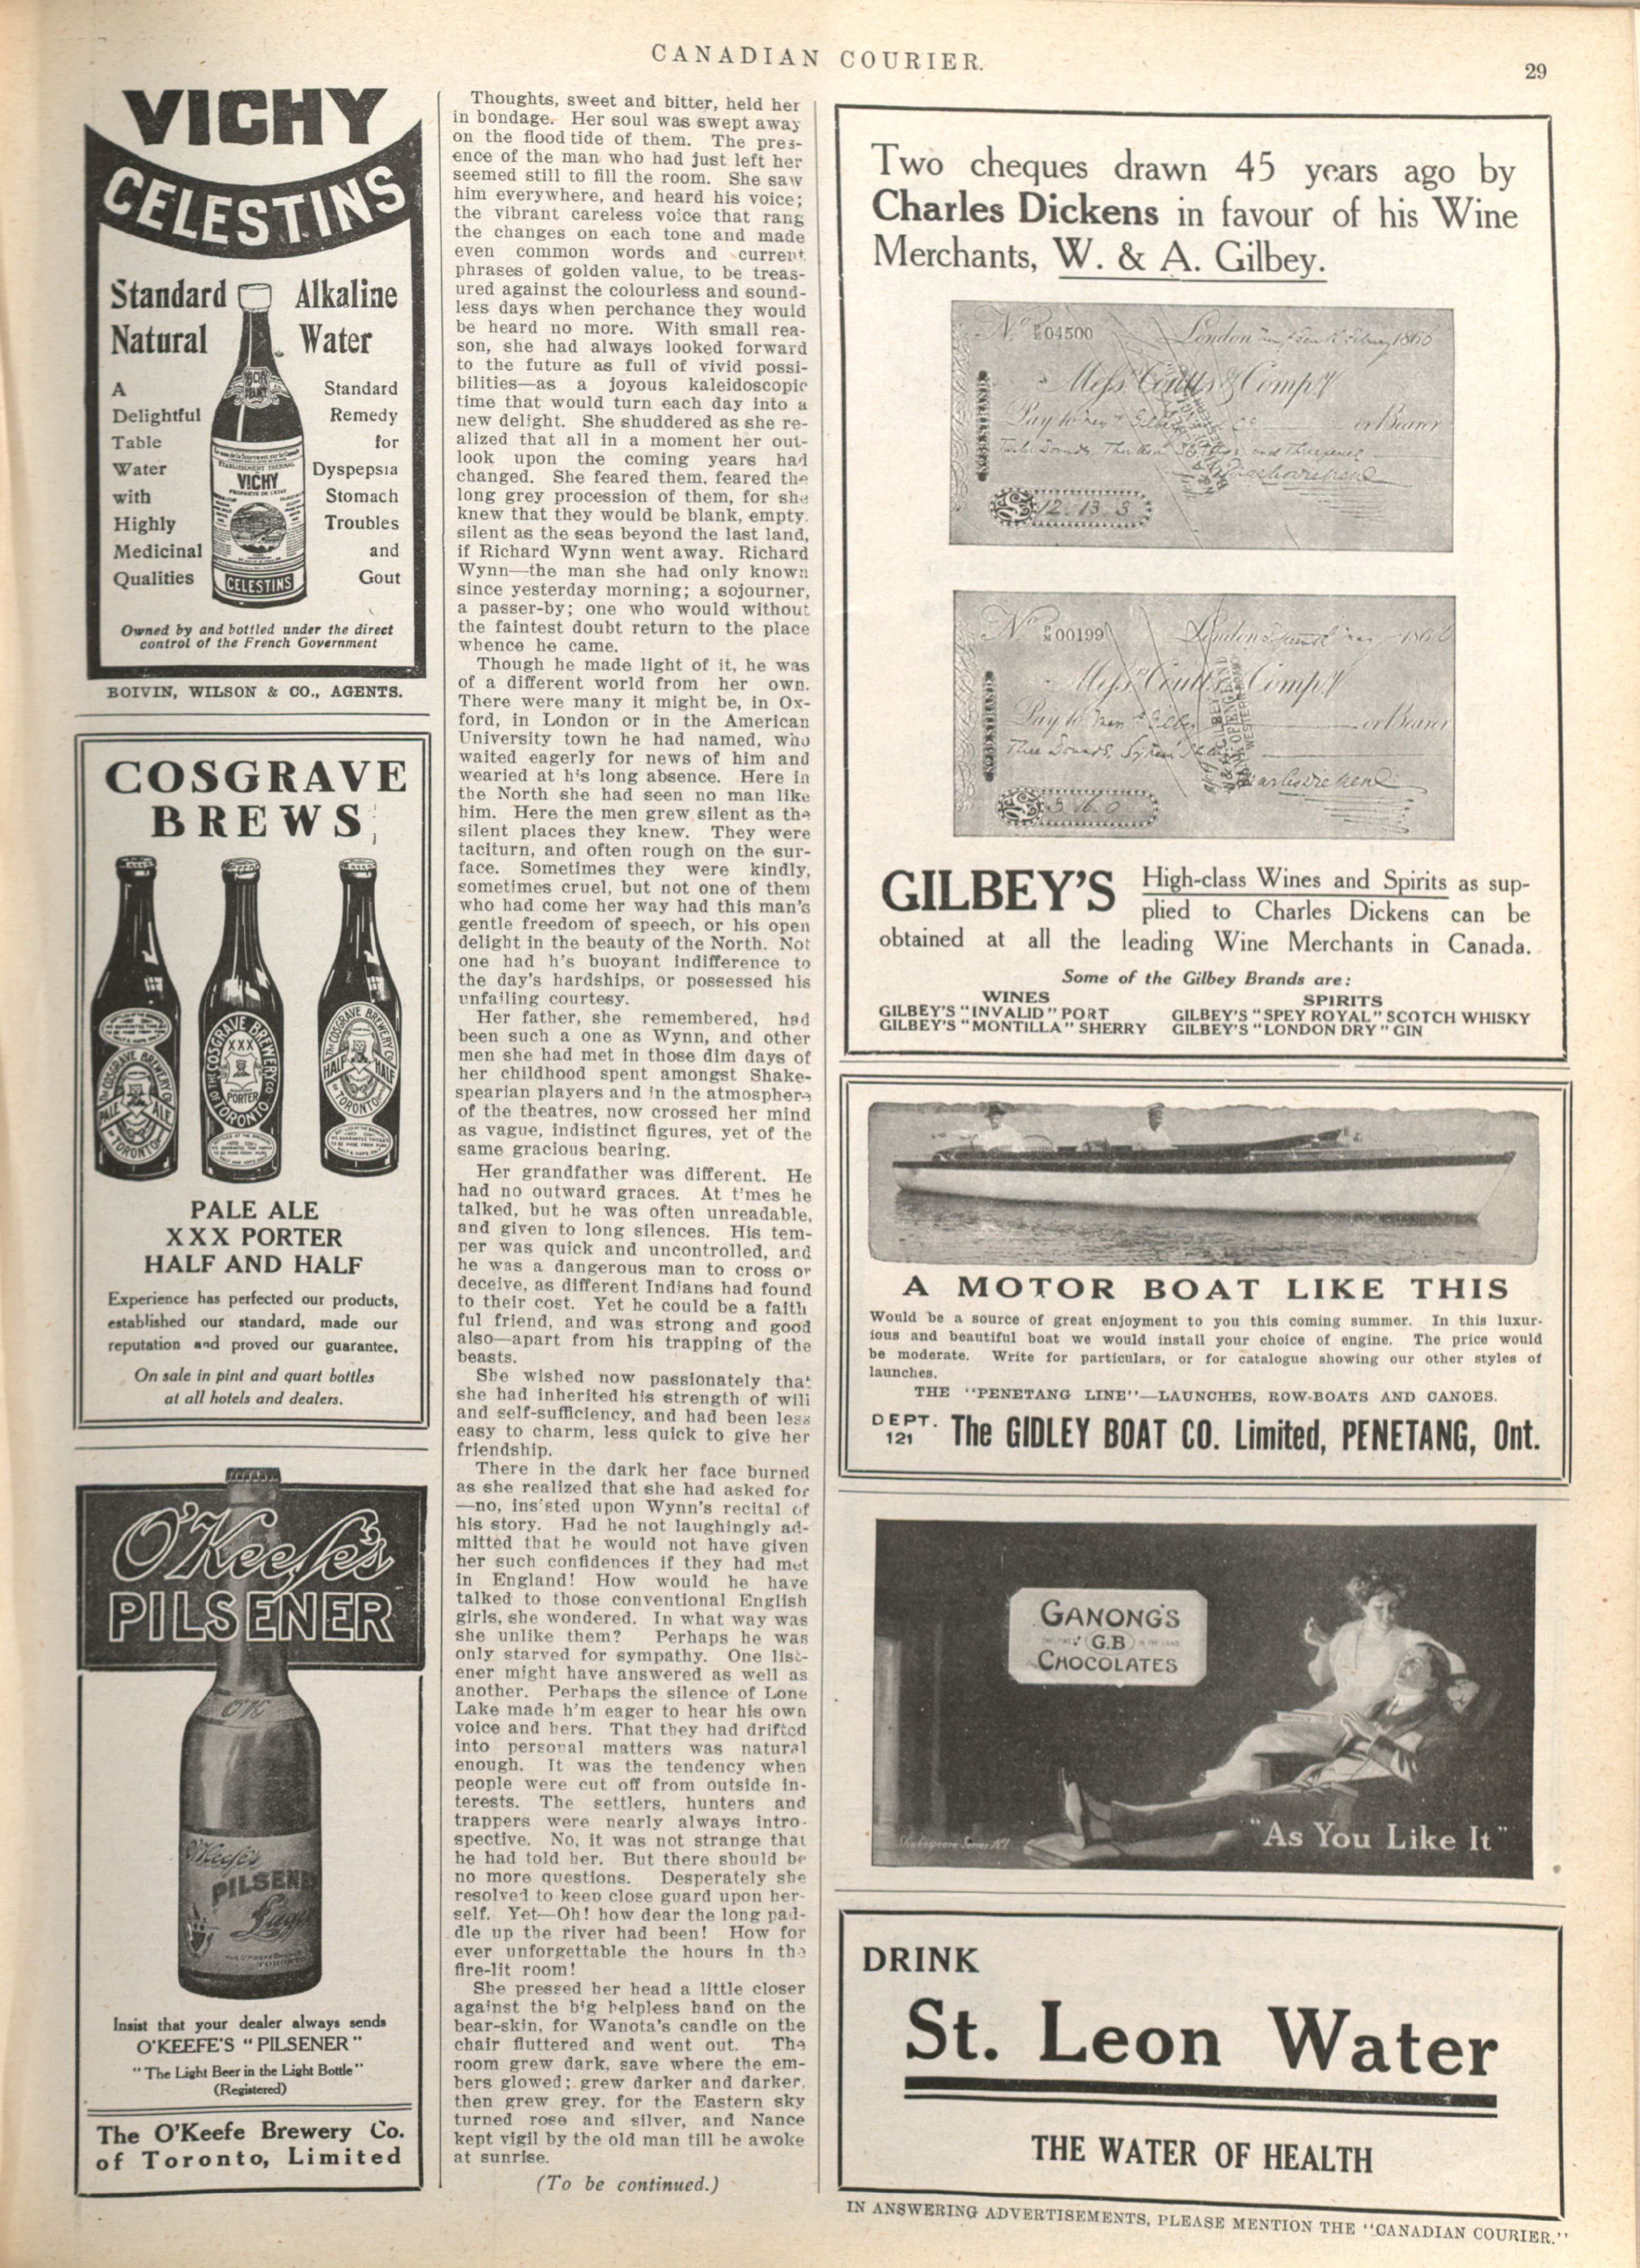 CANADIAN COURIER.
29
VICHY
CELESTINS
Standard Alkaline
Natural Water
A
Delightful
Table
Water
with
Highly
Medicinal
Qualities
Standard
Remedy
for
Dyspepsia
Stomach
Troubles
and
Gout
VICHY
CELESTINS
Owned by and bottled under the direct
control of the French Government
BOIVIN, WILSON & CO., AGENTS.
COSGRAVE
BREWS
PALE ALE
XXX PORTER
HALF AND HALF
Experience has perfected our products,
established our standard, made our
reputation and proved our guarantee.
On sale in pint and quart bottles
at all hotels and dealers.
O'Keefe's
PILSENER
O'Keefe's
PILSENER
Lager
Insist that your dealer always sends
O'KEEFE'S "PILSENER"
"The Light Beer in the Light Bottle"
(Registered)
The O'Keefe Brewery Co.
of Toronto, Limited
Thoughts, sweet and bitter, held her
in bondage. Her soul was swept away
on the flood tide of them. The pres-
ence of the man who had just left her
seemed still to fill the room. She saw
him everywhere, and heard his voice;
the vibrant careless voice that rang
the changes on each tone and made
even common words and current
phrases of golden value, to be treas-
ured against the colourless and sound-
less days when perchance they would
be heard no more. With small rea-
son, she had always looked forward
to the future as full of vivid possi-
bilities—as a joyous kaleidoscopic
time that would turn each day into a
new delight. She shuddered as she re-
alized that all in a moment her out-
look upon the coming years had
changed. She feared them, feared the
long grey procession of them, for she
knew that they would be blank, empty,
silent as the seas beyond the last land,
if Richard Wynn went away. Richard
Wynn—the man she had only known
since yesterday morning; a sojourner,
a passer-by; one who would without
the faintest doubt return to the place
whence he came.
Though he made light of it, he was
of a different world from her own.
There were many it might be, in Ox-
ford, in London or in the American
University town he had named, who
waited eagerly for news of him and
wearied at h's long absence. Here in
the North she had seen no man like
him. Here the men grew silent as the
silent places they knew. They were
taciturn, and often rough on the sur-
face. Sometimes they were kindly,
sometimes cruel, but not one of them
who had come her way had this man's
gentle freedom of speech, or his open
delight in the beauty of the North. Not
one had h's buoyant indifference to
the day's hardships, or possessed his
unfailing courtesy.
Her father, she remembered, had
been such a one as Wynn, and other
men she had met in those dim days of
her childhood spent amongst Shake-
spearian players and in the atmosphere
of the theatres, now crossed her mind
as vague, indistinct figures, yet of the
same gracious bearing.
Her grandfather was different. He
had no outward graces. At t'mes he
talked, but he was often unreadable,
and given to long silences. His tem-
per was quick and uncontrolled, and
he was a dangerous man to cross or
deceive, as different Indians had found
to their cost. Yet he could be a faith
ful friend, and was strong and good
also—apart from his trapping of the
beasts.
She wished now passionately that
she had inherited his strength of will
and self-sufficiency, and had been less
easy to charm, less quick to give her
friendship.
There in the dark her face burned
as she realized that she had asked for
—no, ins'sted upon Wynn's recital of
his story. Had he not laughingly ad-
mitted that he would not have given
her such confidences if they had met
in England! How would he have
talked to those conventional English
girls, she wondered. In what way was
she unlike them? Perhaps he was
only starved for sympathy. One list-
ener might have answered as well as
another. Perhaps the silence of Lone
Lake made h'm eager to hear his own
voice and hers. That they had drifted
into personal matters was natural
enough. It was the tendency when
people were cut off from outside in-
terests. The settlers, hunters and
trappers were nearly always intro-
spective. No, it was not strange that
he had told her. But there should be
no more questions. Desperately she
resolved to keep close guard upon her-
self. Yet—Oh! how dear the long pad-
dle up the river had been! How for
ever unforgettable the hours in the
fire-lit room!
She pressed her head a little closer
against the big helpless hand on the
bear-skin, for Wanota's candle on the
chair fluttered and went out. The
room grew dark, save where the em-
bers glowed; grew darker and darker,
then grew grey, for the Eastern sky
turned rose and silver, and Nance
kept vigil by the old man till he awoke
at sunrise.
(To be continued.)
Two cheques drawn 45 years ago by
Charles Dickens in favour of his Wine
Merchants, W. & A. Gilbey.
No 04500 London 1865
Messrs Coutts & Compy
Pay to or Bearer
12.13.3
No 00199 London 186
Messrs Coutts & Compy
Pay to or Bearer
3.16.0
GILBEY'S High-class Wines and Spirits as sup-
plied to Charles Dickens can be
obtained at all the leading Wine Merchants in Canada.
Some of the Gilbey Brands are:
WINES
GILBEY'S "INVALID" PORT
GILBEY'S "MONTILLA" SHERRY
SPIRITS
GILBEY'S "SPEY ROYAL" SCOTCH WHISKY
GILBEY'S "LONDON DRY" GIN
A MOTOR BOAT LIKE THIS
Would be a source of great enjoyment to you this coming summer. In this luxur-
ious and beautiful boat we would install your choice of engine. The price would
be moderate. Write for particulars, or for catalogue showing our other styles of
launches.
THE "PENETANG LINE"—LAUNCHES, ROW-BOATS AND CANOES.
DEPT. 121 The GIDLEY BOAT CO. Limited, PENETANG, Ont.
GANONG'S
G.B
CHOCOLATES
Shakespeare Series No 1
"As You Like It"
DRINK
St. Leon Water
THE WATER OF HEALTH
IN ANSWERING ADVERTISEMENTS, PLEASE MENTION THE "CANADIAN COURIER."